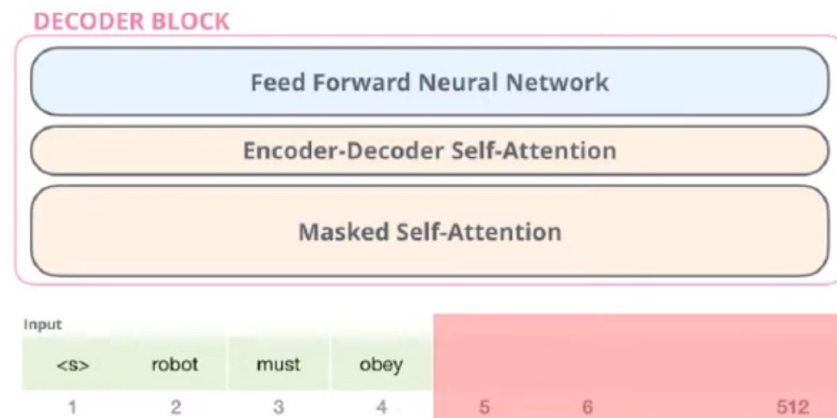 DECODER BLOCK
Feed Forward Neural Network
Encoder-Decoder Self-Attention
Masked Self-Attention
Input
<s> robot must obey
1 2 3 4 5 6 512